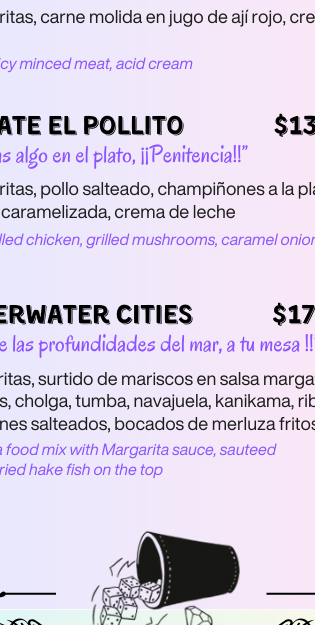 ritas, carne molida en jugo de ají rojo, cre
icy minced meat, acid cream
ATE EL POLLITO $13
as algo en el plato, ¡¡Penitencia!!”
ritas, pollo salteado, champiñones a la pla
caramelizada, crema de leche
lled chicken, grilled mushrooms, caramel onion
ERWATER CITIES $17
e las profundidades del mar, a tu mesa !!
ritas, surtido de mariscos en salsa marga
s, cholga, tumba, navajuela, kanikama, rib
nes salteados, bocados de merluza fritos
a food mix with Margarita sauce, sauteed
ried hake fish on the top